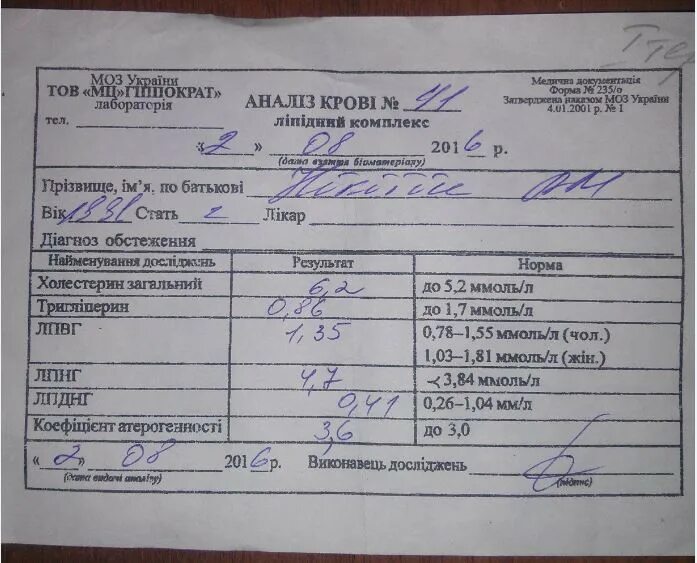 МОЗ України
ТОВ «МЦ»ГІППОКРАТ»
лабораторія
тел.
Медична документація
Форма № 235/о
Затверджена наказом МОЗ України
4.01.2001 р. № 1
АНАЛІЗ КРОВІ № 41
ліпідний комплекс
«2» 08 2016 р.
(дата взяття біоматеріалу)
Прізвище, ім'я, по батькові
Вік 1991 Стать Лікар
Діагноз обстеження
Найменування досліджень Результат Норма
Холестерин загальний 6,2 до 5,2 ммоль/л
Тригліперин 0,86 до 1,7 ммоль/л
ЛПВГ 1,35 0,78–1,55 ммоль/л (чол.)
1,03–1,81 ммоль/л (жін.)
ЛПНГ 4,7 <3,84 ммоль/л
ЛПДНГ 0,41 0,26–1,04 мм/л
Коефіцієнт атерогенності 3,6 до 3,0
«2» 08 2016 р. Виконавець досліджень
(дата видачі аналізу) (підпис)